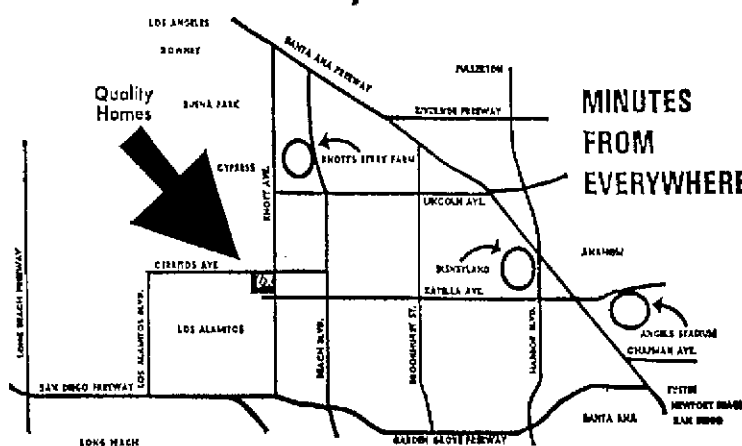 LOS ANGELES
DOWNEY
SANTA ANA FREEWAY
FULLERTON
Quality
Homes
BUENA PARK
RIVERSIDE FREEWAY
MINUTES
FROM
EVERYWHERE
KNOTTS BERRY FARM
CYPRESS
KNOTT AVE.
LINCOLN AVE.
ANAHEIM
DISNEYLAND
CERRITOS AVE
KATELLA AVE.
LONG BEACH FREEWAY
LOS ALAMITOS BLVD.
LOS ALAMITOS
BEACH BLVD.
BROOKHURST ST.
HARBOR BLVD.
ANGELS STADIUM
CHAPMAN AVE.
SAN DIEGO FREEWAY
TUSTIN
NEWPORT BEACH
SAN DIEGO
SANTA ANA
LONG BEACH
GARDEN GROVE FREEWAY